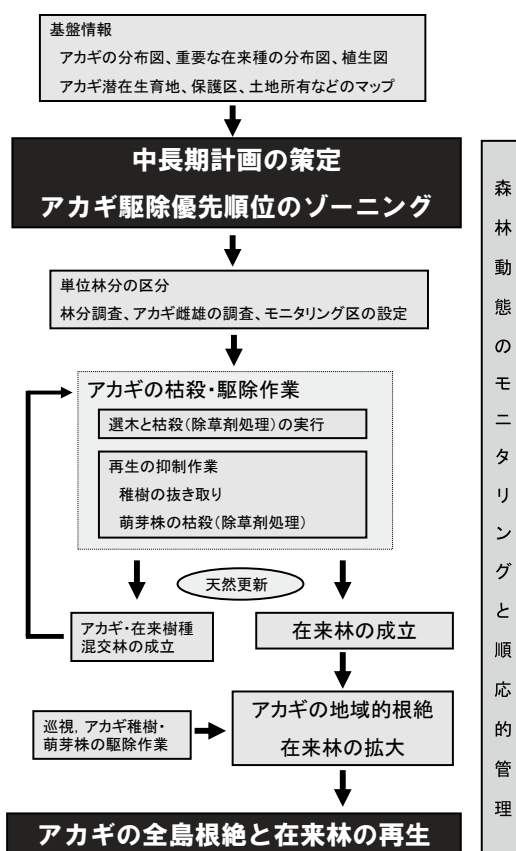 基盤情報
アカギの分布図、重要な在来種の分布図、植生図
アカギ潜在生育地、保護区、土地所有などのマップ
中長期計画の策定
アカギ駆除優先順位のゾーニング
単位林分の区分
林分調査、アカギ雌雄の調査、モニタリング区の設定
アカギの枯殺・駆除作業
選木と枯殺(除草剤処理)の実行
再生の抑制作業
稚樹の抜き取り
萌芽株の枯殺(除草剤処理)
天然更新
アカギ・在来樹種
混交林の成立
在来林の成立
巡視, アカギ稚樹・
萌芽株の駆除作業
アカギの地域的根絶
在来林の拡大
アカギの全島根絶と在来林の再生
森林動態のモニタリングと順応的管理